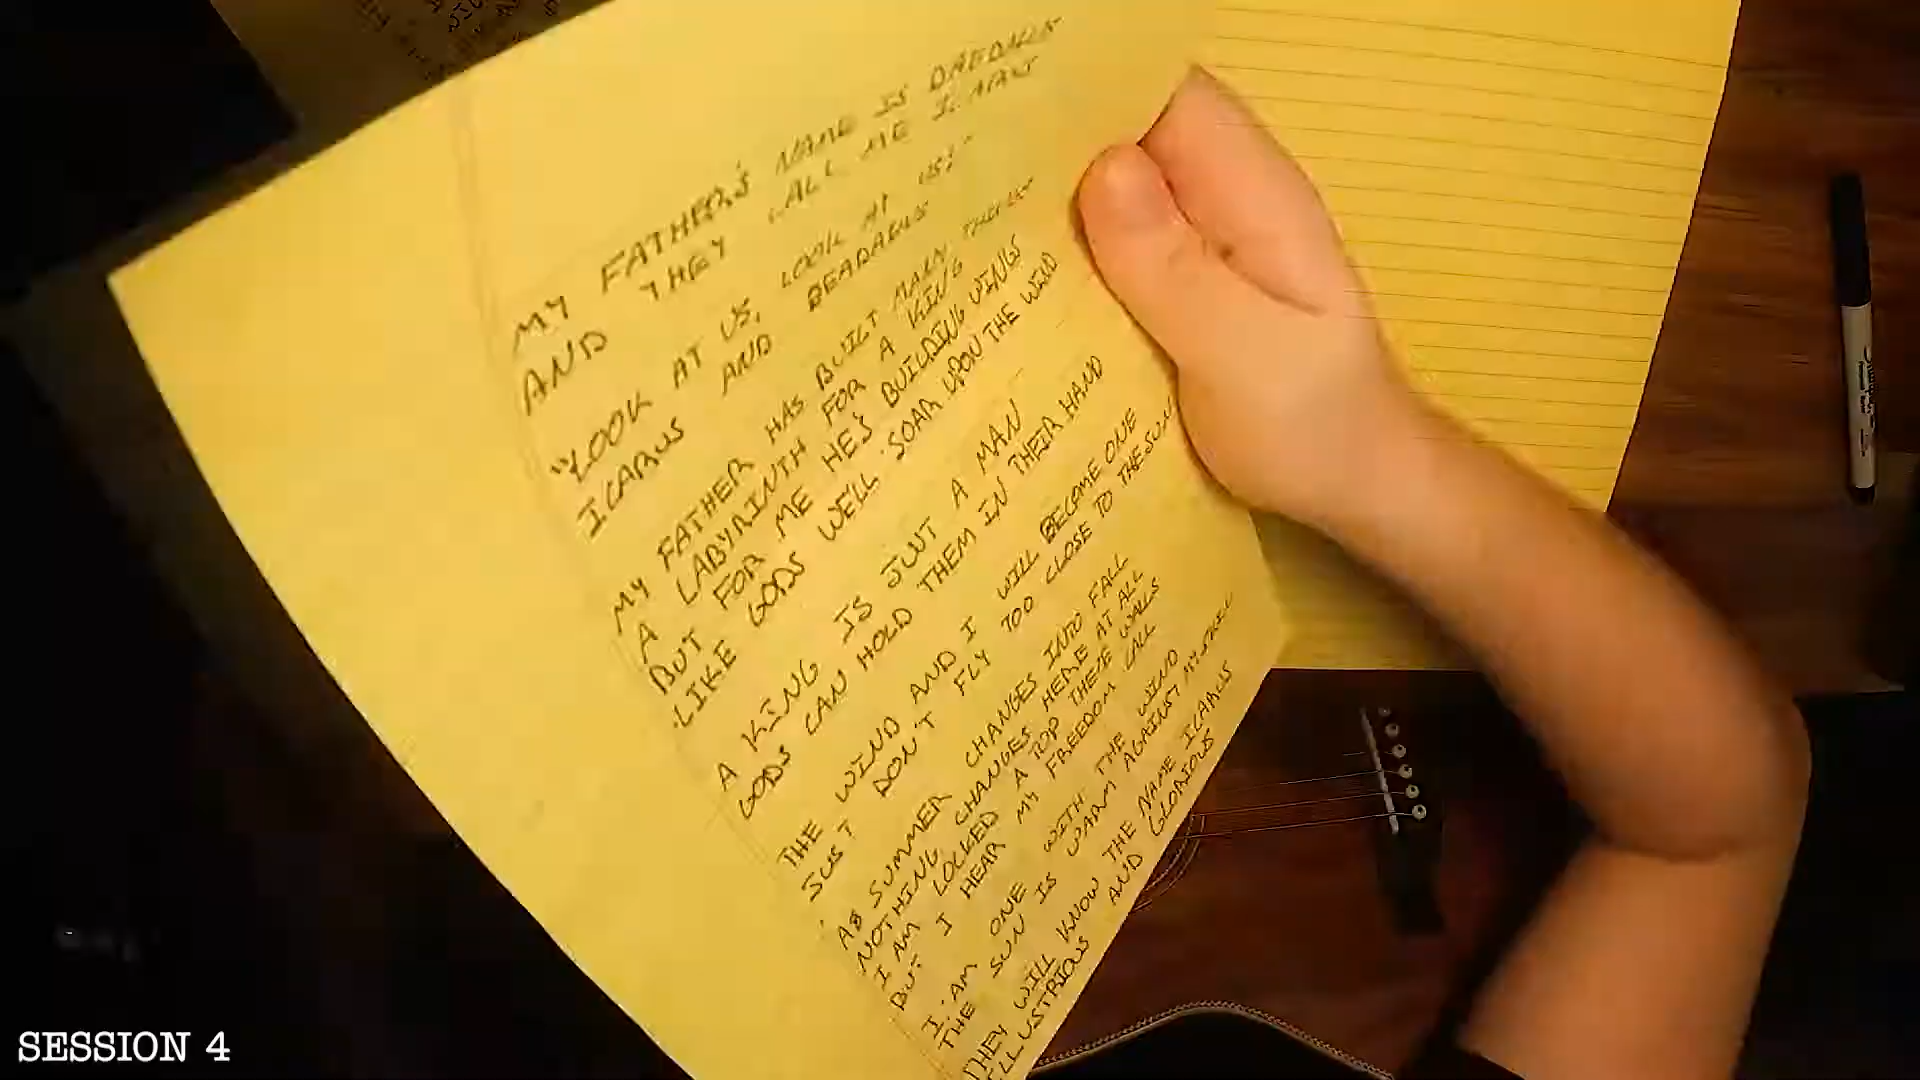 MY FATHER'S NAME IS DAEDALUS
AND THEY CALL ME ICARUS
"LOOK AT US, LOOK AT US!"
ICARUS AND DEADALUS
MY FATHER HAS BUILT MANY THINGS
A LABYRINTH FOR A KING
BUT FOR ME HE'S BUILDING WINGS
LIKE GODS WE'LL SOAR UPON THE WIND
A KING IS JUST A MAN
GODS CAN HOLD THEM IN THEIR HAND
THE WIND AND I WILL BECOME ONE
JUST DON'T FLY TOO CLOSE TO THE SUN
AS SUMMER CHANGES INTO FALL
NOTHING CHANGES HERE AT ALL
I AM LOCKED A TOP THESE WALLS
BUT I HEAR MY FREEDOM CALL
I AM ONE WITH THE WIND
THE SUN IS WARM AGAINST MY
THEY WILL KNOW THE NAME ICARUS
ILLUSTRIOUS AND GLORIOUS
SESSION 4